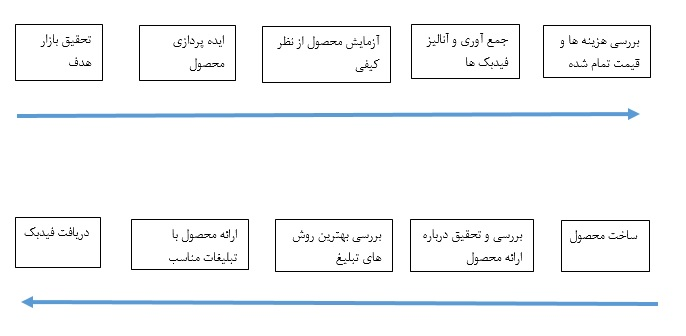 تحقیق بازار
هدف
ایده پردازی
محصول
آزمایش محصول از نظر
کیفی
جمع آوری و آنالیز
فیدبک ها
بررسی هزینه ها و
قیمت تمام شده
ساخت محصول
بررسی و تحقیق درباره
ارائه محصول
بررسی بهترین روش
های تبلیغ
ارائه محصول با
تبلیغات مناسب
دریافت فیدبک